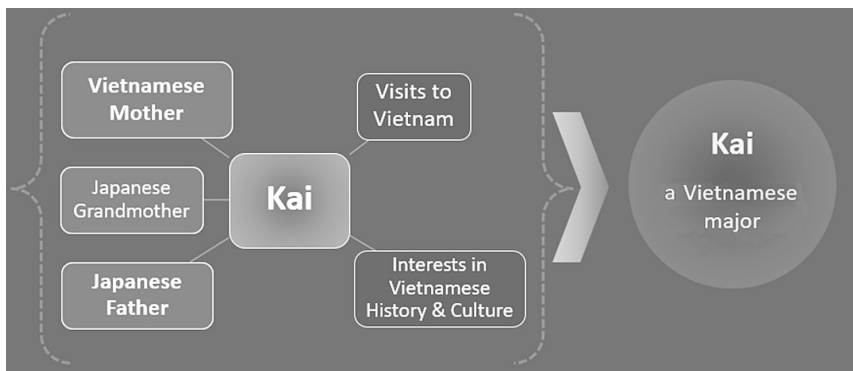 Vietnamese
Mother
Japanese
Grandmother
Japanese
Father
Kai
Visits to
Vietnam
Interests in
Vietnamese
History & Culture
Kai
a Vietnamese
major